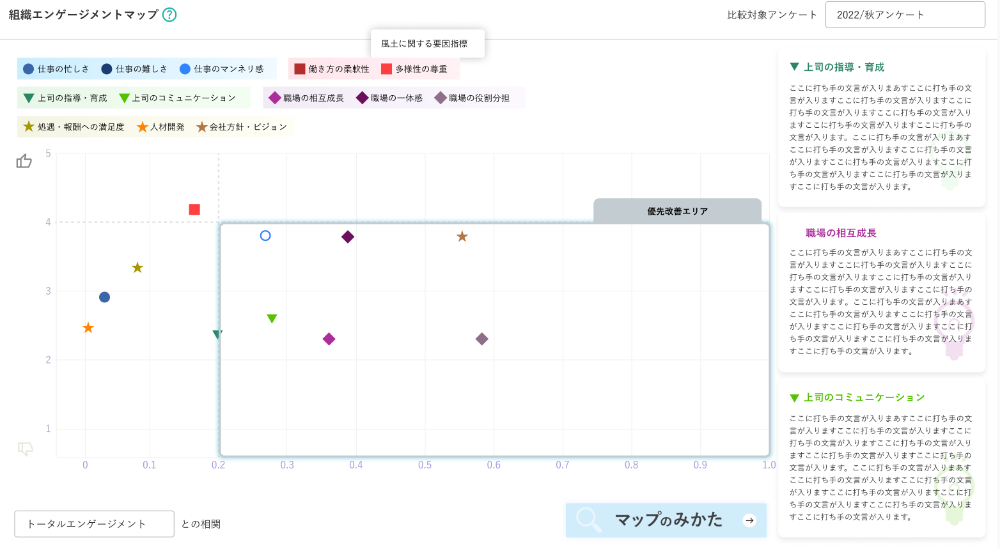 組織エンゲージメントマップ ?
比較対象アンケート 2022/秋アンケート
風土に関する要因指標
仕事の忙しさ 仕事の難しさ 仕事のマンネリ感 働き方の柔軟性 多様性の尊重
上司の指導・育成 上司のコミュニケーション 職場の相互成長 職場の一体感 職場の役割分担
処遇・報酬への満足度 人材開発 会社方針・ビジョン
5
4
3
2
1
優先改善エリア
0 0.1 0.2 0.3 0.4 0.5 0.6 0.7 0.8 0.9 1.0
トータルエンゲージメント との相関
マップのみかた
上司の指導・育成
ここに打ち手の文言が入りまあすここに打ち手の文
言が入りますここに打ち手の文言が入りますここに
打ち手の文言が入りますここに打ち手の文言が入り
ますここに打ち手の文言が入りますここに打ち手の
文言が入ります。ここに打ち手の文言が入りまあす
ここに打ち手の文言が入りますここに打ち手の文言
が入りますここに打ち手の文言が入りますここに打
ち手の文言が入りますここに打ち手の文言が入りま
すここに打ち手の文言が入ります。
職場の相互成長
ここに打ち手の文言が入りまあすここに打ち手の文
言が入りますここに打ち手の文言が入りますここに
打ち手の文言が入りますここに打ち手の文言が入り
ますここに打ち手の文言が入りますここに打ち手の
文言が入ります。ここに打ち手の文言が入りまあす
ここに打ち手の文言が入りますここに打ち手の文言
が入りますここに打ち手の文言が入りますここに打
ち手の文言が入りますここに打ち手の文言が入りま
すここに打ち手の文言が入ります。
上司のコミュニケーション
ここに打ち手の文言が入りまあすここに打ち手の文
言が入りますここに打ち手の文言が入りますここに
打ち手の文言が入りますここに打ち手の文言が入り
ますここに打ち手の文言が入りますここに打ち手の
文言が入ります。ここに打ち手の文言が入りまあす
ここに打ち手の文言が入りますここに打ち手の文言
が入りますここに打ち手の文言が入りますここに打
ち手の文言が入りますここに打ち手の文言が入りま
すここに打ち手の文言が入ります。